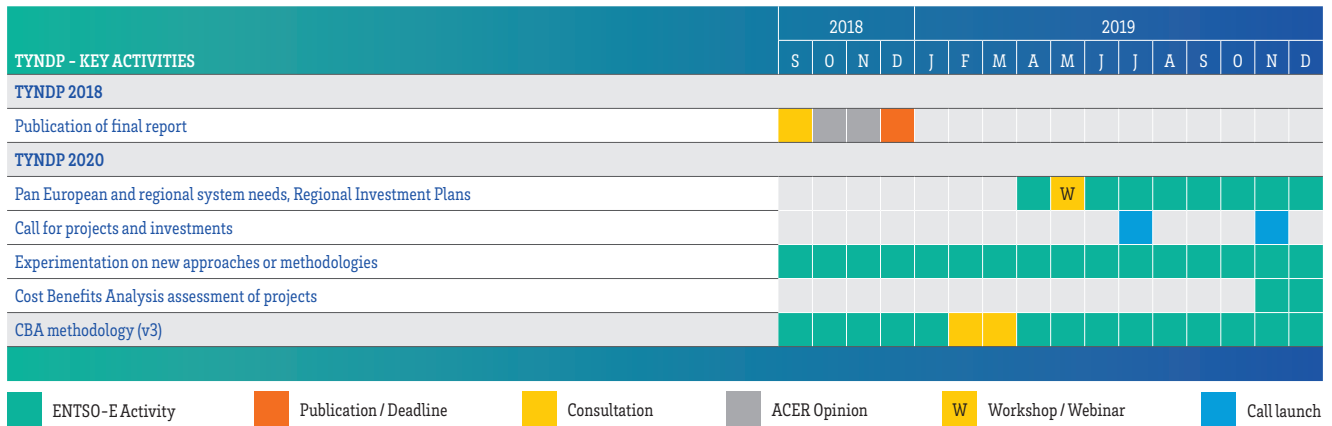 2018 2019
TYNDP - KEY ACTIVITIES S O N D J F M A M J J A S O N D
TYNDP 2018
Publication of final report
TYNDP 2020
Pan European and regional system needs, Regional Investment Plans W
Call for projects and investments
Experimentation on new approaches or methodologies
Cost Benefits Analysis assessment of projects
CBA methodology (v3)
ENTSO-E Activity Publication / Deadline Consultation ACER Opinion W Workshop / Webinar Call launch